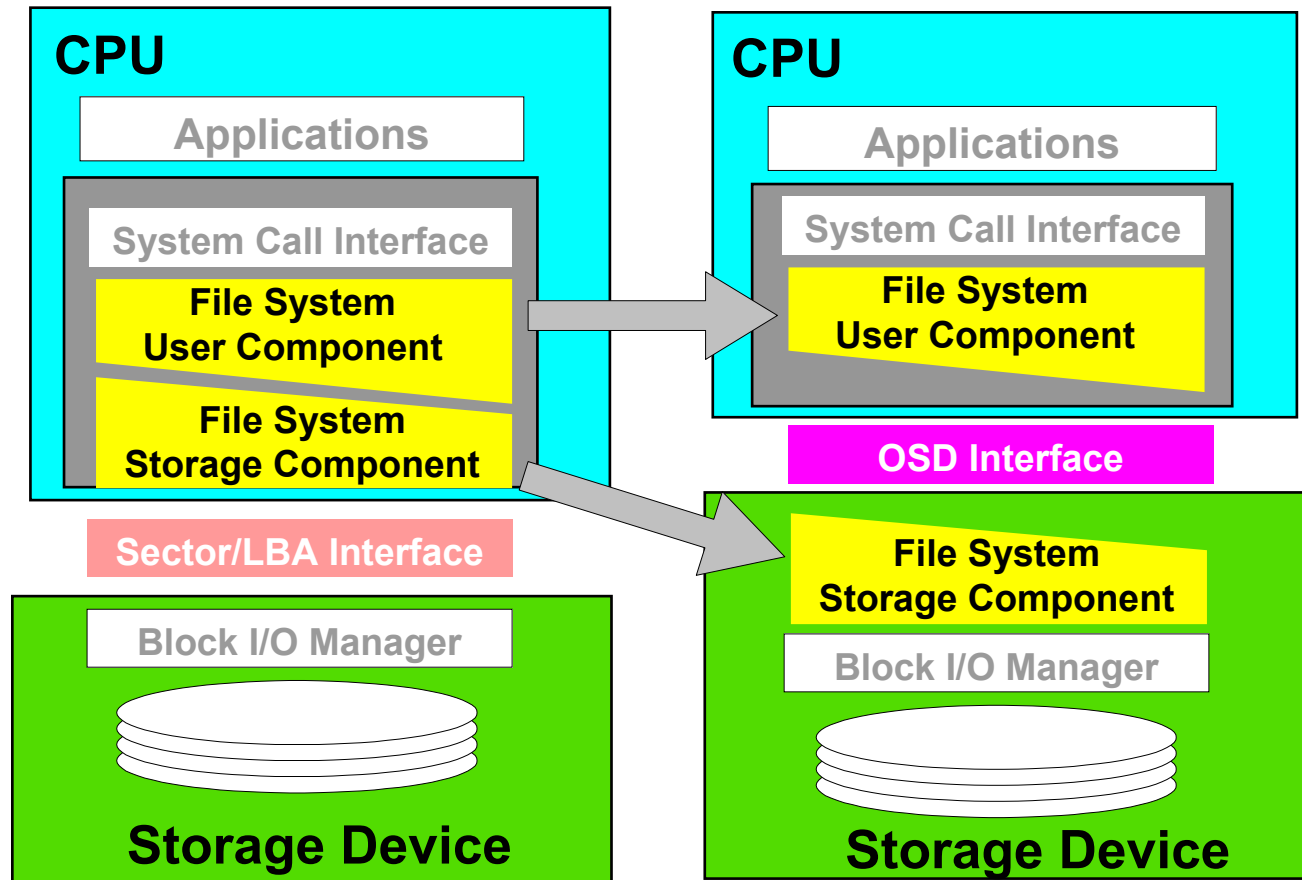 CPU
Applications
System Call Interface
File System
User Component
File System
Storage Component
Sector/LBA Interface
Block I/O Manager
Storage Device
CPU
Applications
System Call Interface
File System
User Component
OSD Interface
File System
Storage Component
Block I/O Manager
Storage Device